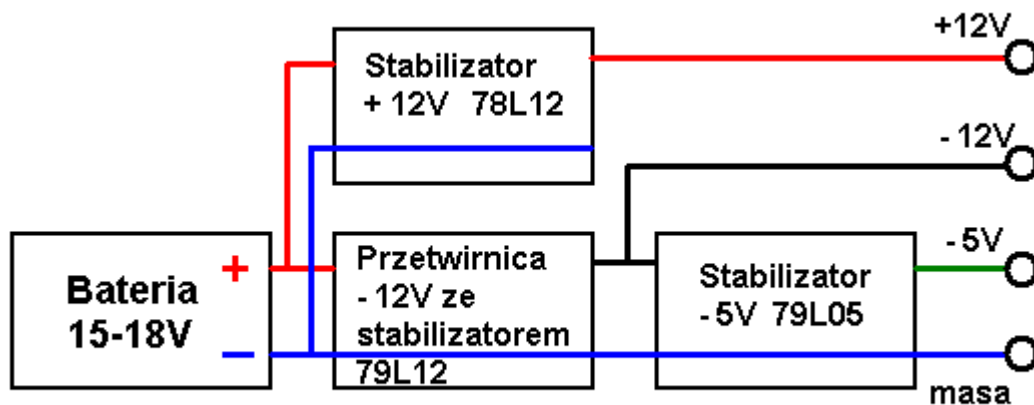 Stabilizator
+ 12V 78L12
+12V
- 12V
Bateria
15-18V
+
−
Przetwirnica
- 12V ze
stabilizatorem
79L12
Stabilizator
- 5V 79L05
- 5V
masa